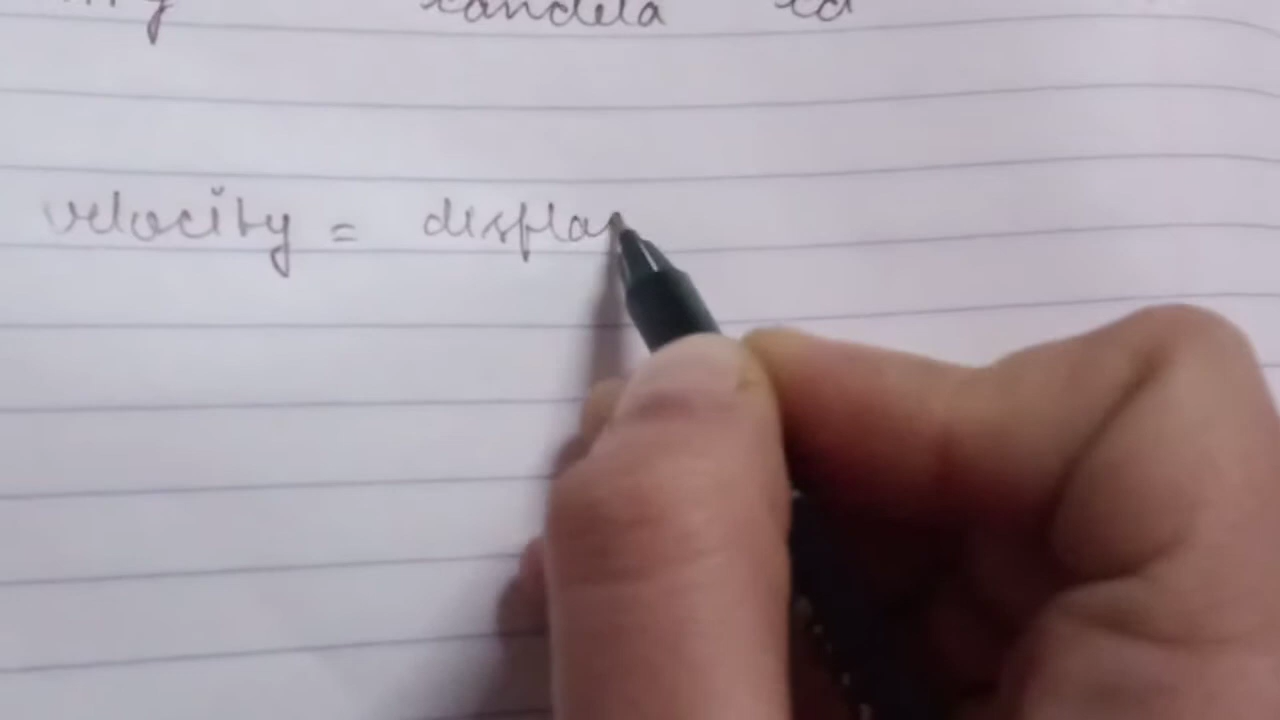 candela cd
velocity = displa